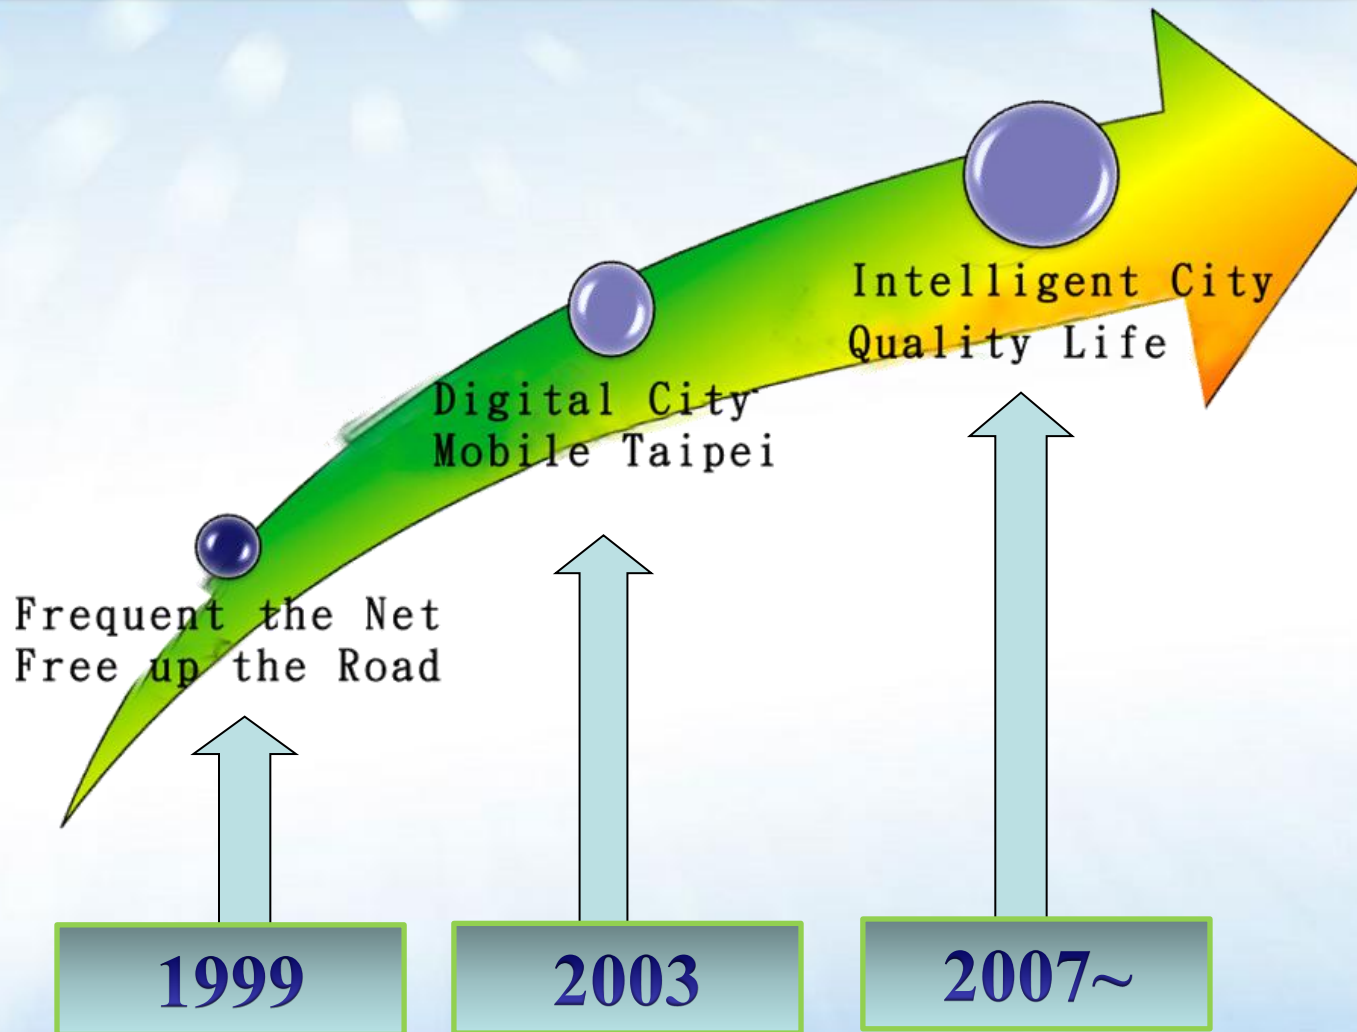 Intelligent City
Quality Life
Digital City
Mobile Taipei
Frequent the Net
Free up the Road
1999
2003
2007~